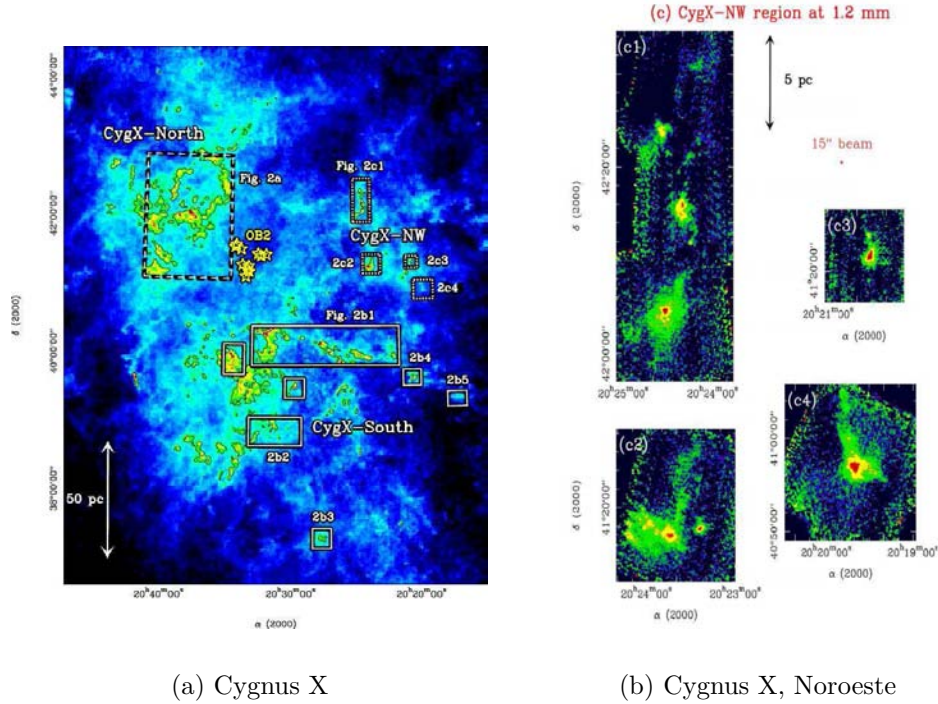 44°00'00"
CygX-North
Fig. 2a
Fig. 2c1
42°00'00"
OB2
CygX-NW
2c2
2c3
2c4
δ (2000)
Fig. 2b1
40°00'00"
2b4
2b5
CygX-South
2b2
50 pc
38°00'00"
2b3
20ʰ40ᵐ00ˢ
20ʰ30ᵐ00ˢ
20ʰ20ᵐ00ˢ
α (2000)
(a) Cygnus X
(c) CygX-NW region at 1.2 mm
(c1)
5 pc
15" beam
42°20'00"
δ (2000)
42°00'00"
20ʰ25ᵐ00ˢ
20ʰ24ᵐ00ˢ
(c3)
41°20'00"
20ʰ21ᵐ00ˢ
α (2000)
(c2)
41°20'00"
δ (2000)
20ʰ24ᵐ00ˢ
20ʰ23ᵐ00ˢ
α (2000)
(c4)
41°00'00"
40°50'00"
20ʰ20ᵐ00ˢ
20ʰ19ᵐ00ˢ
α (2000)
(b) Cygnus X, Noroeste